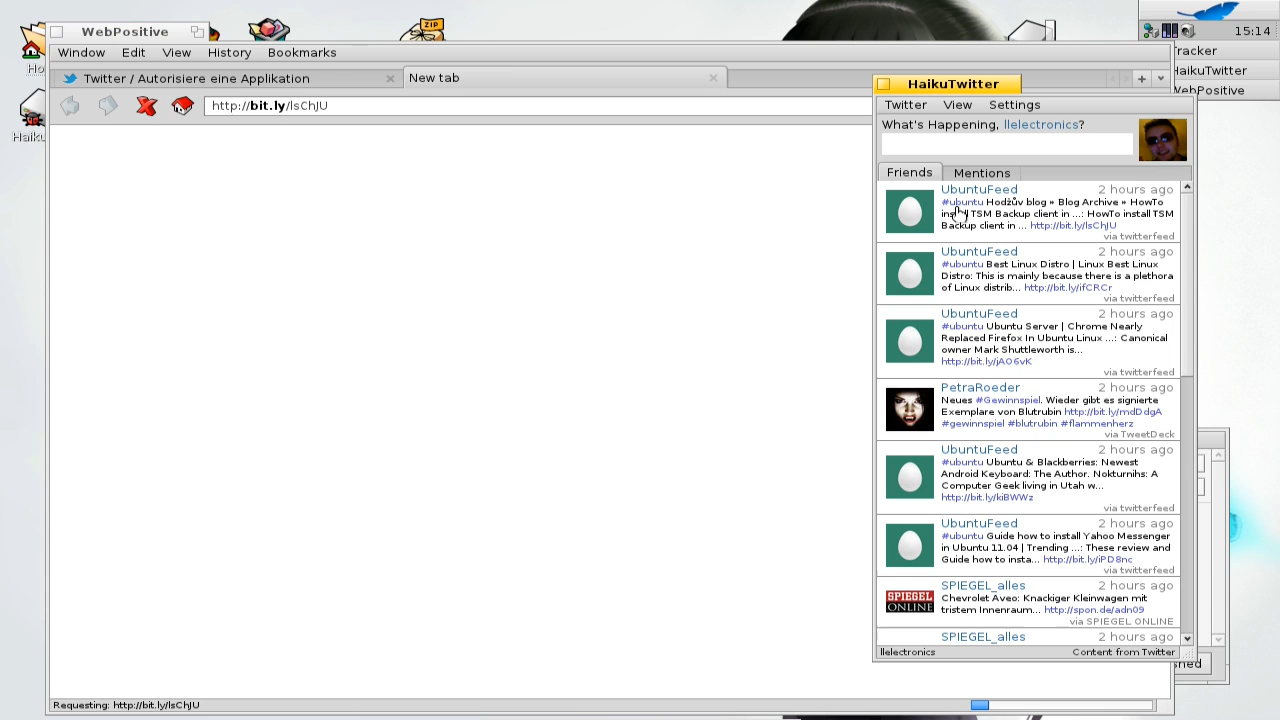 15:14
WebPositive
Window Edit View History Bookmarks
Tracker
HaikuTwitter
WebPositive
Twitter / Autorisiere eine Applikation
New tab
http://bit.ly/lsChJU
ZIP
HaikuTwitter
Twitter View Settings
What's Happening, llelectronics?
Friends Mentions
UbuntuFeed 2 hours ago
#ubuntu Hodžův blog » Blog Archive » HowTo
install TSM Backup client in ...: HowTo install TSM
Backup client in ... http://bit.ly/lsChJU
via twitterfeed
UbuntuFeed 2 hours ago
#ubuntu Best Linux Distro | Linux Best Linux
Distro: This is mainly because there is a plethora
of Linux distrib... http://bit.ly/ifCRCr
via twitterfeed
UbuntuFeed 2 hours ago
#ubuntu Ubuntu Server | Chrome Nearly
Replaced Firefox In Ubuntu Linux ...: Canonical
owner Mark Shuttleworth is...
http://bit.ly/jAO6vK
via twitterfeed
PetraRoeder 2 hours ago
Neues #Gewinnspiel. Wieder gibt es signierte
Exemplare von Blutrubin http://bit.ly/mdDdgA
#gewinnspiel #blutrubin #flammenherz
via TweetDeck
UbuntuFeed 2 hours ago
#ubuntu Ubuntu & Blackberries: Newest
Android Keyboard: The Author. Nokturnihs: A
Computer Geek living in Utah w...
http://bit.ly/kiBWWz
via twitterfeed
UbuntuFeed 2 hours ago
#ubuntu Guide how to install Yahoo Messenger
in Ubuntu 11.04 | Trending ...: These review and
Guide how to insta... http://bit.ly/iPD8nc
via twitterfeed
SPIEGEL_alles 2 hours ago
SPIEGEL
ONLINE
Chevrolet Aveo: Knackiger Kleinwagen mit
tristem Innenraum... http://spon.de/adn09
via SPIEGEL ONLINE
SPIEGEL_alles 2 hours ago
llelectronics Content from Twitter
Requesting: http://bit.ly/lsChJU